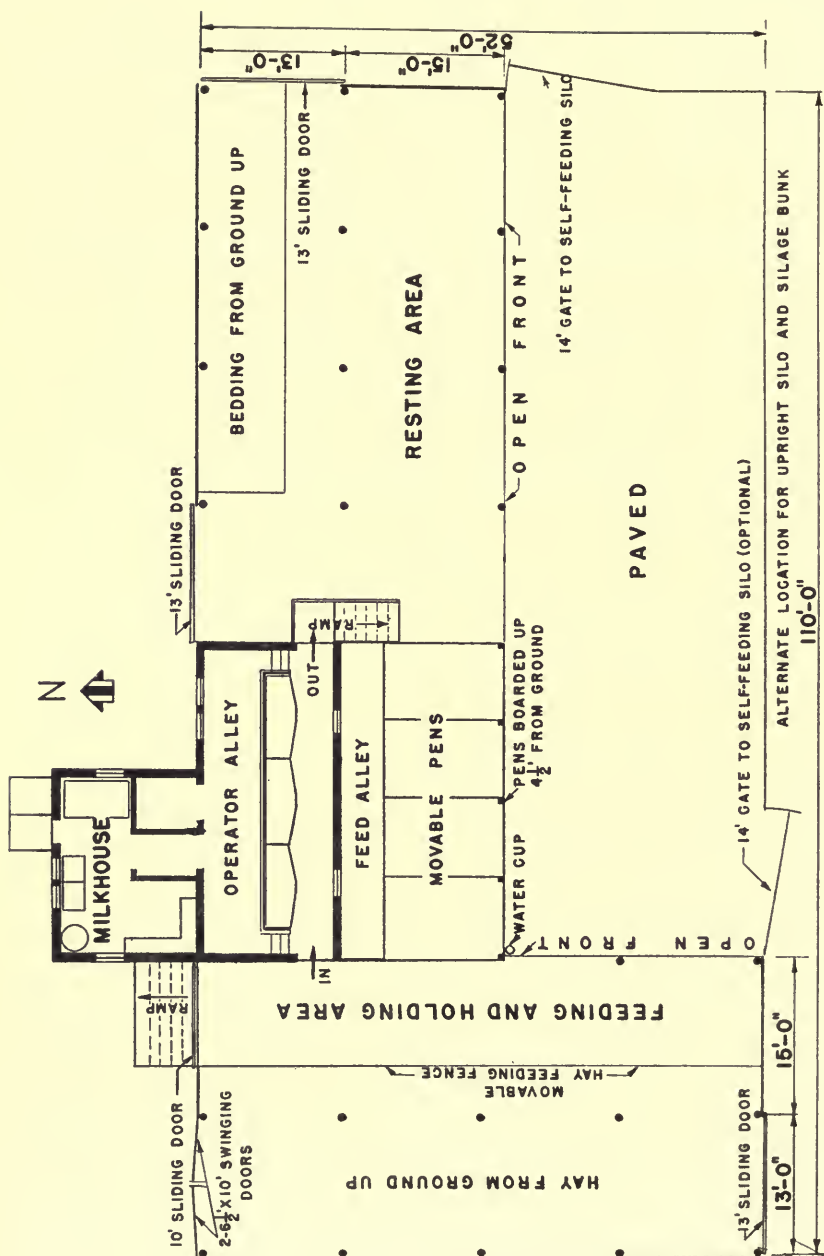 N
MILKHOUSE
RAMP
10' SLIDING DOOR
2-6½'X10' SWINGING
DOORS
13' SLIDING DOOR
OPERATOR ALLEY
IN
OUT
RAMP
FEED ALLEY
MOVABLE PENS
WATER CUP
PENS BOARDED UP
4½' FROM GROUND
BEDDING FROM GROUND UP
13' SLIDING DOOR
RESTING AREA
OPEN FRONT
13'-0"
15'-0"
52'-0"
14' GATE TO SELF-FEEDING SILO
HAY FROM GROUND UP
MOVABLE
HAY FEEDING FENCE
FEEDING AND HOLDING AREA
OPEN FRONT
PAVED
14' GATE TO SELF-FEEDING SILO (OPTIONAL)
ALTERNATE LOCATION FOR UPRIGHT SILO AND SILAGE BUNK
13' SLIDING DOOR
13'-0"
15'-0"
110'-0"